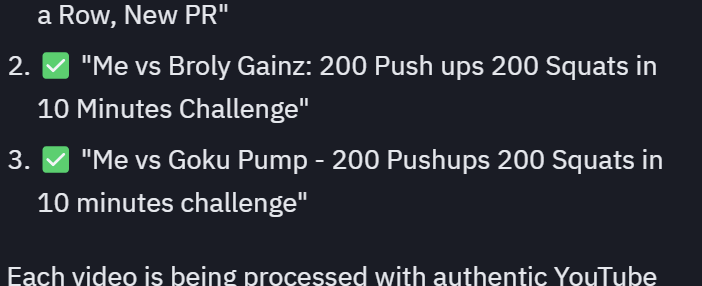 a Row, New PR"
2. ✅ "Me vs Broly Gainz: 200 Push ups 200 Squats in
10 Minutes Challenge"
3. ✅ "Me vs Goku Pump - 200 Pushups 200 Squats in
10 minutes challenge"
Each video is being processed with authentic YouTube